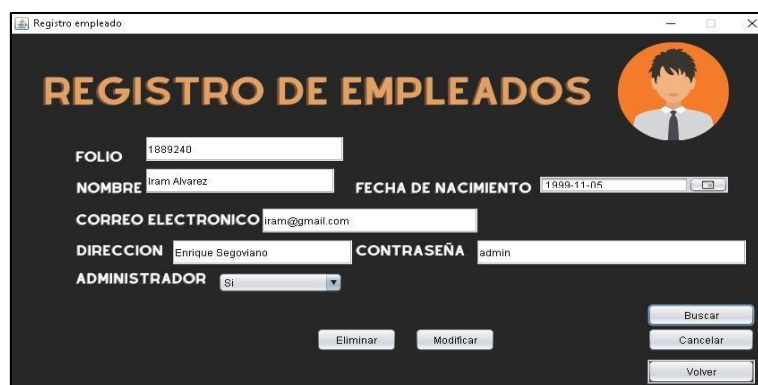 Registro empleado
REGISTRO DE EMPLEADOS
FOLIO 1889240
NOMBRE Iram Alvarez FECHA DE NACIMIENTO 1999-11-05
CORREO ELECTRONICO iram@gmail.com
DIRECCION Enrique Segoviano CONTRASEÑA admin
ADMINISTRADOR Si
Buscar
Eliminar Modificar Cancelar
Volver